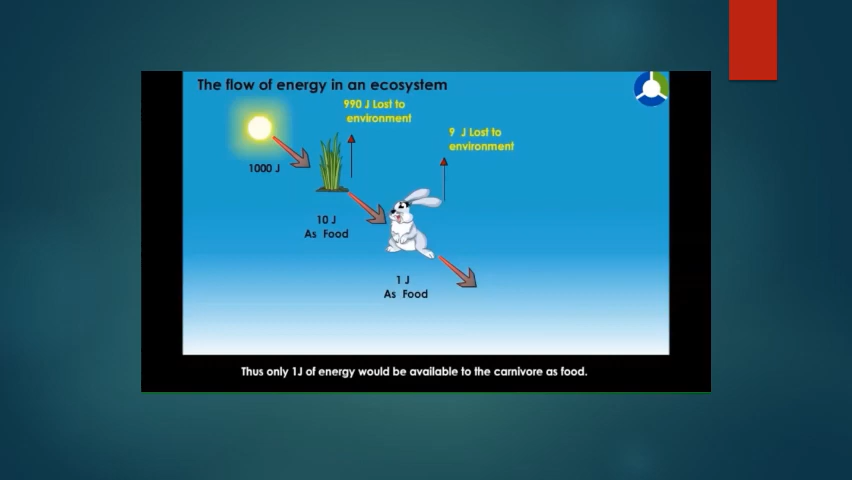 The flow of energy in an ecosystem
990 J Lost to
environment
9 J Lost to
environment
1000 J
10 J
As Food
1 J
As Food
Thus only 1J of energy would be available to the carnivore as food.